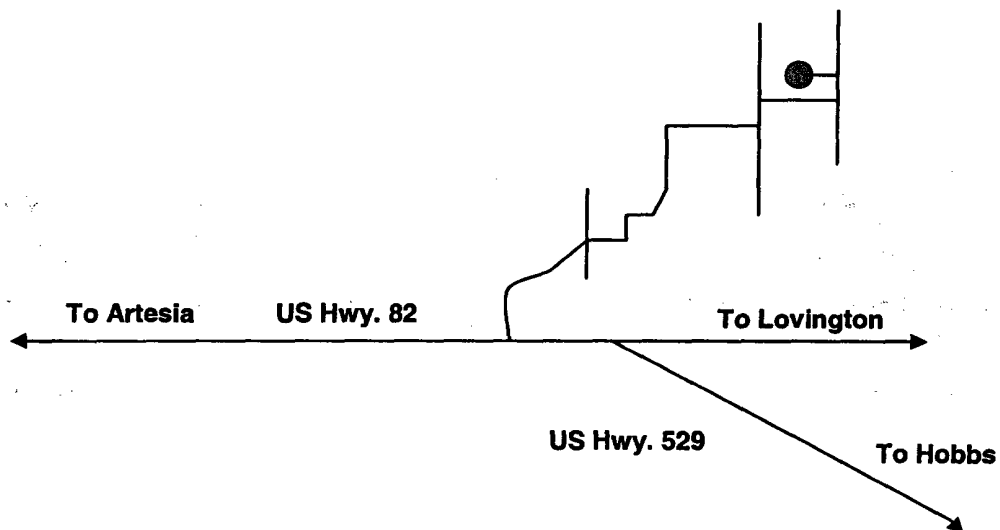 To Artesia
US Hwy. 82
To Lovington
US Hwy. 529
To Hobbs